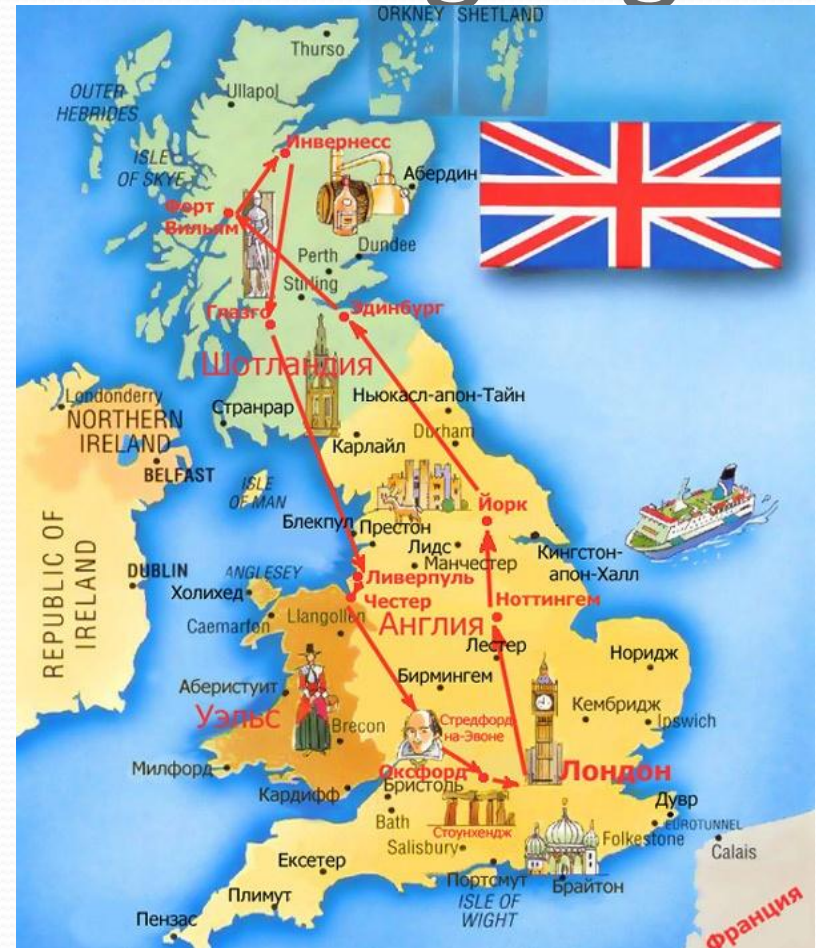 ORKNEY
SHETLAND
Thurso
OUTER
HEBRIDES
Ullapol
ISLE
OF SKYE
Инвернесс
Абердин
Форт
Вильям
Dundee
Perth
Stirling
Глазго
Эдинбург
Шотландия
Londonderry
NORTHERN
IRELAND
BELFAST
Странрар
Ньюкасл-апон-Тайн
Durham
Карлайл
ISLE
OF MAN
Йорк
Блекпул
Престон
Лидс
Манчестер
Кингстон-
апон-Халл
REPUBLIC OF
IRELAND
DUBLIN
ANGLESEY
Холихед
Ливерпуль
Честер
Ноттингем
Caernarfon
Llangollen
Англия
Лестер
Норидж
Бирмингем
Аберистуит
Уэльс
Brecon
Стредфорд
на-Эвоне
Кембридж
Ipswich
Милфорд
Кардифф
Оксфорд
Бристоль
Лондон
Bath
Стоунхендж
Salisbury
Дувр
EUROTUNNEL
Folkestone
Calais
Ексетер
Портсмут
Брайтон
ISLE OF
WIGHT
Плимут
Пензас
Франция